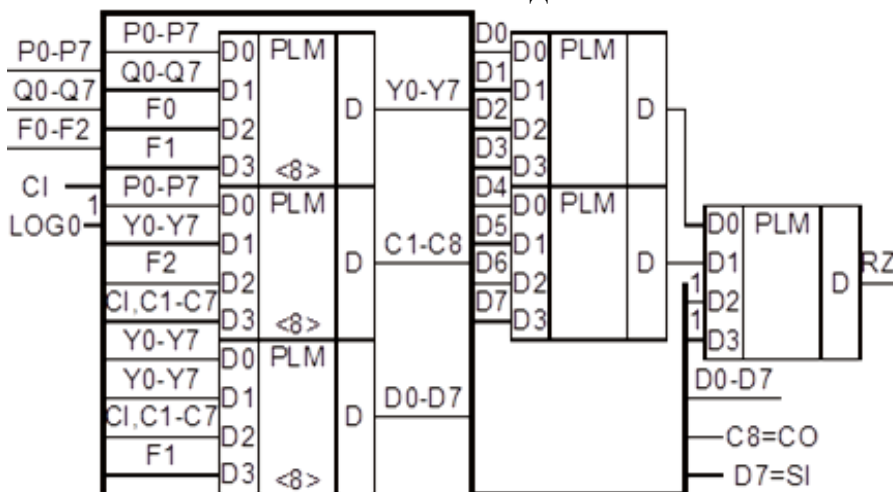 P0-P7
Q0-Q7
F0-F2
CI
1
LOG0
P0-P7
Q0-Q7
F0
F1
D0
D1
D2
D3
PLM
<8>
D
Y0-Y7
P0-P7
Y0-Y7
F2
CI,C1-C7
D0
D1
D2
D3
PLM
<8>
D
C1-C8
Y0-Y7
Y0-Y7
CI,C1-C7
F1
D0
D1
D2
D3
PLM
<8>
D
D0-D7
D0
D1
D2
D3
D0
D1
D2
D3
PLM
D
D4
D5
D6
D7
D0
D1
D2
D3
PLM
D
1
1
D0
D1
D2
D3
PLM
D
RZ
D0-D7
C8=CO
D7=SI